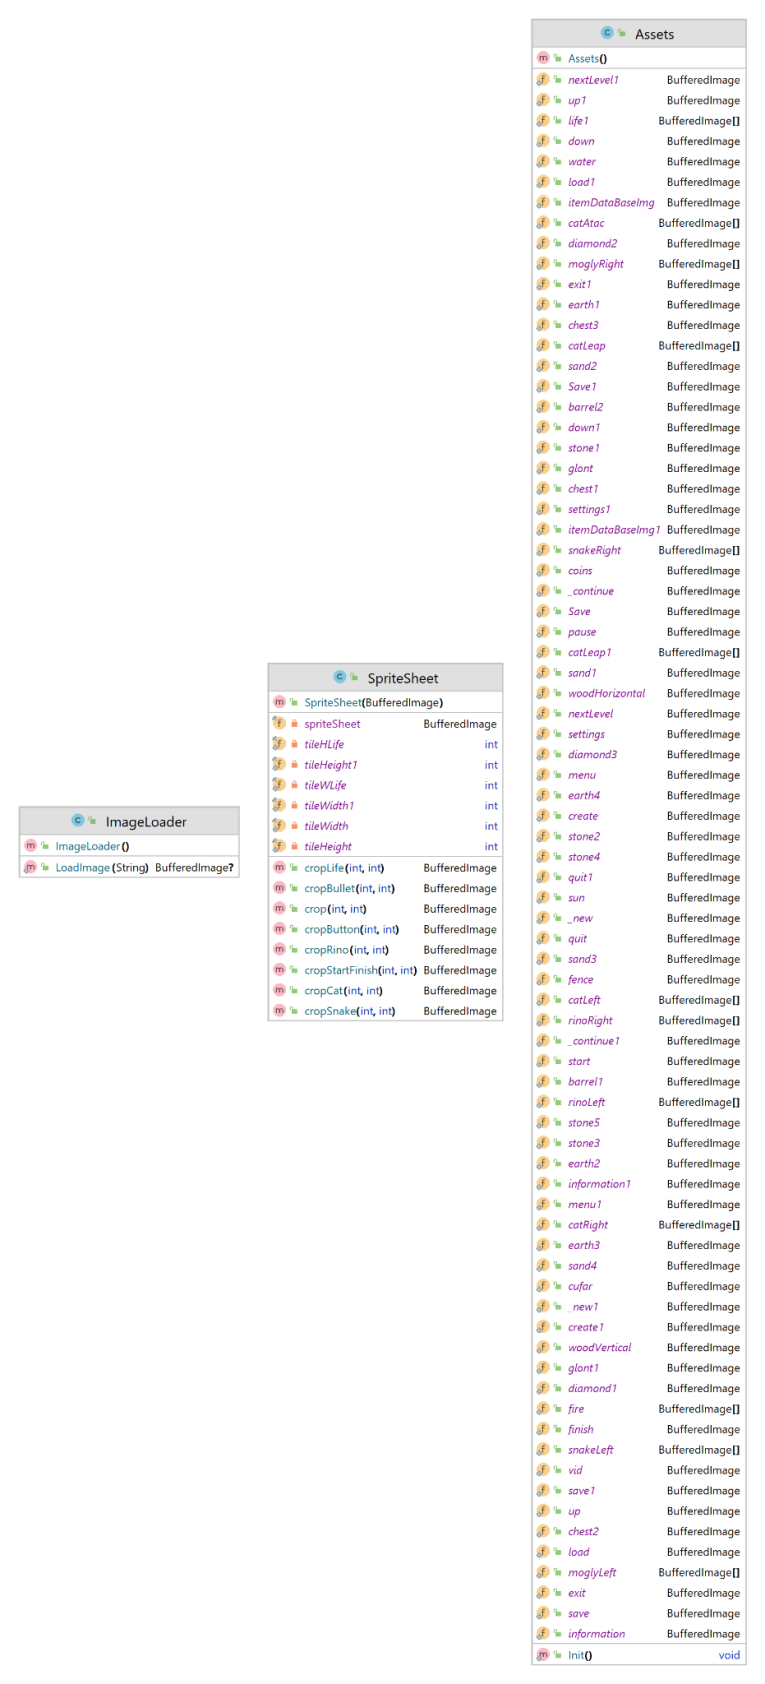 Assets
Assets()
nextLevel1 BufferedImage
up1 BufferedImage
life1 BufferedImage[]
down BufferedImage
water BufferedImage
load1 BufferedImage
itemDataBaseImg BufferedImage
catAtac BufferedImage[]
diamond2 BufferedImage
moglyRight BufferedImage[]
exit1 BufferedImage
earth1 BufferedImage
chest3 BufferedImage
catLeap BufferedImage[]
sand2 BufferedImage
Save1 BufferedImage
barrel2 BufferedImage
down1 BufferedImage
stone1 BufferedImage
glont BufferedImage
chest1 BufferedImage
settings1 BufferedImage
itemDataBaseImg1 BufferedImage
snakeRight BufferedImage[]
coins BufferedImage
_continue BufferedImage
Save BufferedImage
pause BufferedImage
catLeap1 BufferedImage[]
sand1 BufferedImage
woodHorizontal BufferedImage
nextLevel BufferedImage
settings BufferedImage
diamond3 BufferedImage
menu BufferedImage
earth4 BufferedImage
create BufferedImage
stone2 BufferedImage
stone4 BufferedImage
quit1 BufferedImage
sun BufferedImage
_new BufferedImage
quit BufferedImage
sand3 BufferedImage
fence BufferedImage
catLeft BufferedImage[]
rinoRight BufferedImage[]
_continue1 BufferedImage
start BufferedImage
barrel1 BufferedImage
rinoLeft BufferedImage[]
stone5 BufferedImage
stone3 BufferedImage
earth2 BufferedImage
information1 BufferedImage
menu1 BufferedImage
catRight BufferedImage[]
earth3 BufferedImage
sand4 BufferedImage
cufar BufferedImage
_new1 BufferedImage
create1 BufferedImage
woodVertical BufferedImage
glont1 BufferedImage
diamond1 BufferedImage
fire BufferedImage[]
finish BufferedImage
snakeLeft BufferedImage[]
vid BufferedImage
save1 BufferedImage
up BufferedImage
chest2 BufferedImage
load BufferedImage
moglyLeft BufferedImage[]
exit BufferedImage
save BufferedImage
information BufferedImage
Init() void
SpriteSheet
SpriteSheet(BufferedImage)
spriteSheet BufferedImage
tileHLife int
tileHeight1 int
tileWLife int
tileWidth1 int
tileWidth int
tileHeight int
cropLife(int, int) BufferedImage
cropBullet(int, int) BufferedImage
crop(int, int) BufferedImage
cropButton(int, int) BufferedImage
cropRino(int, int) BufferedImage
cropStartFinish(int, int) BufferedImage
cropCat(int, int) BufferedImage
cropSnake(int, int) BufferedImage
ImageLoader
ImageLoader()
LoadImage(String) BufferedImage?